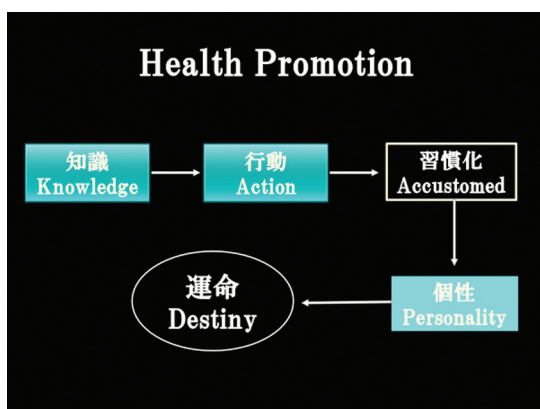 Health Promotion
知識
Knowledge
行動
Action
習慣化
Accustomed
個性
Personality
運命
Destiny